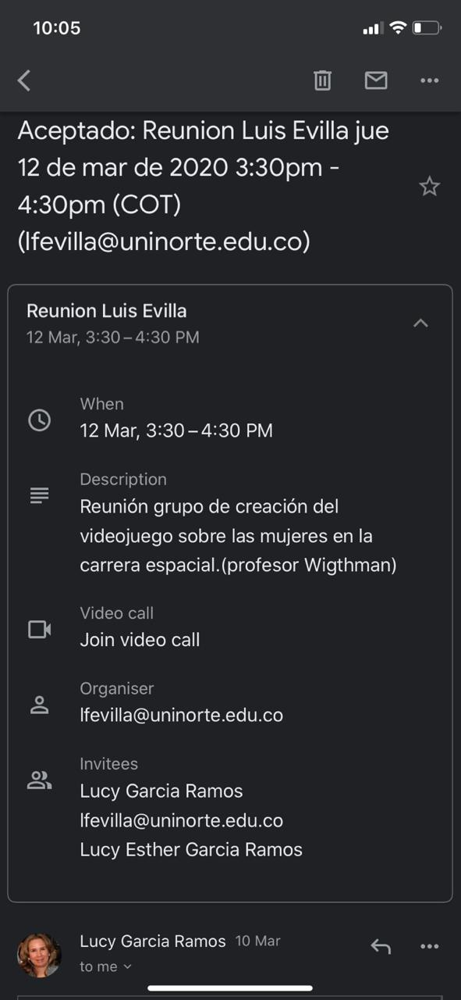 10:05
Aceptado: Reunion Luis Evilla jue
12 de mar de 2020 3:30pm -
4:30pm (COT)
(lfevilla@uninorte.edu.co)
Reunion Luis Evilla
12 Mar, 3:30 – 4:30 PM
When
12 Mar, 3:30 – 4:30 PM
Description
Reunión grupo de creación del
videojuego sobre las mujeres en la
carrera espacial.(profesor Wigthman)
Video call
Join video call
Organiser
lfevilla@uninorte.edu.co
Invitees
Lucy Garcia Ramos
lfevilla@uninorte.edu.co
Lucy Esther Garcia Ramos
Lucy Garcia Ramos 10 Mar
to me